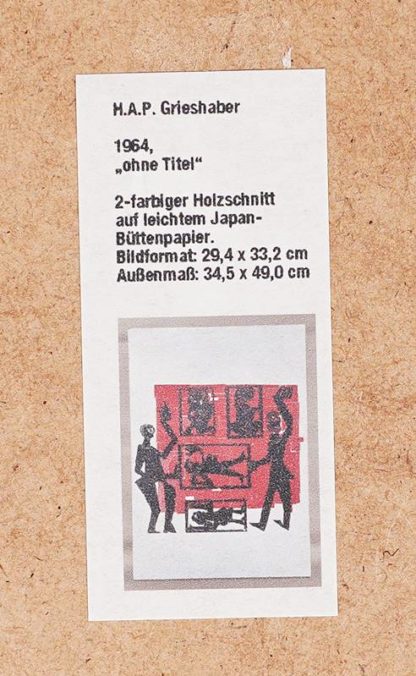 H.A.P. Grieshaber
1964,
„ohne Titel“
2-farbiger Holzschnitt
auf leichtem Japan-
Büttenpapier.
Bildformat: 29,4 x 33,2 cm
Außenmaß: 34,5 x 49,0 cm